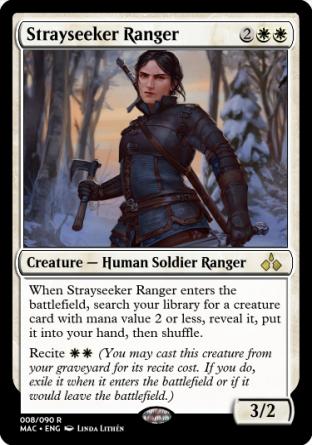 Strayseeker Ranger 2
Creature — Human Soldier Ranger
When Strayseeker Ranger enters the
battlefield, search your library for a creature
card with mana value 2 or less, reveal it, put
it into your hand, then shuffle.
Recite (You may cast this creature from
your graveyard for its recite cost. If you do,
exile it when it enters the battlefield or if it
would leave the battlefield.)
008/090 R
MAC • ENG Linda Lithén
3/2